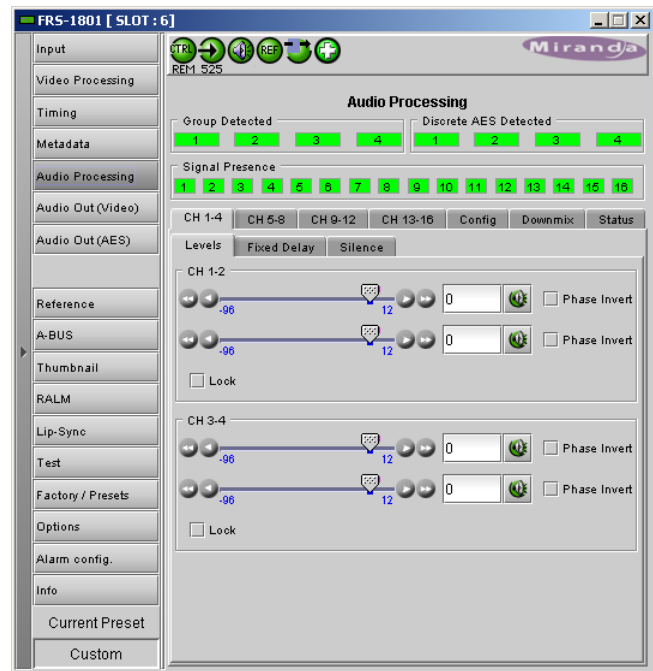 FRS-1801 [ SLOT : 6]
Input
Video Processing
Timing
Metadata
Audio Processing
Audio Out (Video)
Audio Out (AES)
Reference
A-BUS
Thumbnail
RALM
Lip-Sync
Test
Factory / Presets
Options
Alarm config.
Info
Current Preset
Custom
CTRL REF Miranda
REM 525
Audio Processing
Group Detected Discrete AES Detected
1 2 3 4 1 2 3 4
Signal Presence
1 2 3 4 5 6 7 8 9 10 11 12 13 14 15 16
CH 1-4 CH 5-8 CH 9-12 CH 13-16 Config Downmix Status
Levels Fixed Delay Silence
CH 1-2
-96 12 0 Phase Invert
-96 12 0 Phase Invert
Lock
CH 3-4
-96 12 0 Phase Invert
-96 12 0 Phase Invert
Lock